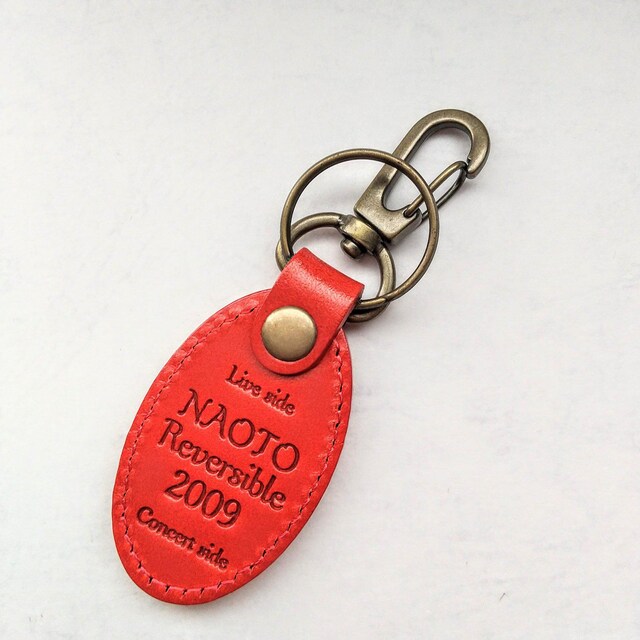 Live side
NAOTO
Reversible
2009
Concert side